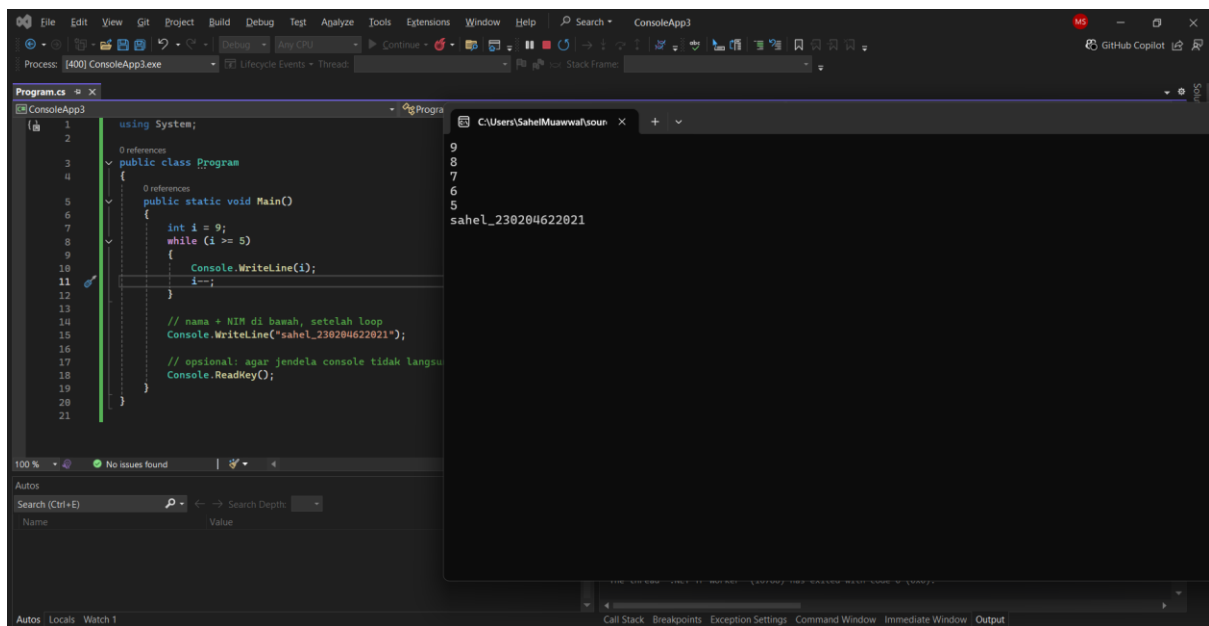 File Edit View Git Project Build Debug Test Analyze Tools Extensions Window Help Search ConsoleApp3 MS
Debug Any CPU Continue GitHub Copilot
Process: [400] ConsoleApp3.exe Lifecycle Events Thread: Stack Frame:
Program.cs
ConsoleApp3 Progra
C:\Users\SahelMuawwal\sour
1 using System;
2
0 references
3 public class Program
4 {
0 references
5 public static void Main()
6 {
7 int i = 9;
8 while (i >= 5)
9 {
10 Console.WriteLine(i);
11 i--;
12 }
13
14 // nama + NIM di bawah, setelah loop
15 Console.WriteLine("sahel_230204622021");
16
17 // opsional: agar jendela console tidak langsu
18 Console.ReadKey();
19 }
20 }
21
9
8
7
6
5
sahel_230204622021
100 % No issues found
Autos
Search (Ctrl+E) Search Depth:
Name Value
Autos Locals Watch 1
Call Stack Breakpoints Exception Settings Command Window Immediate Window Output